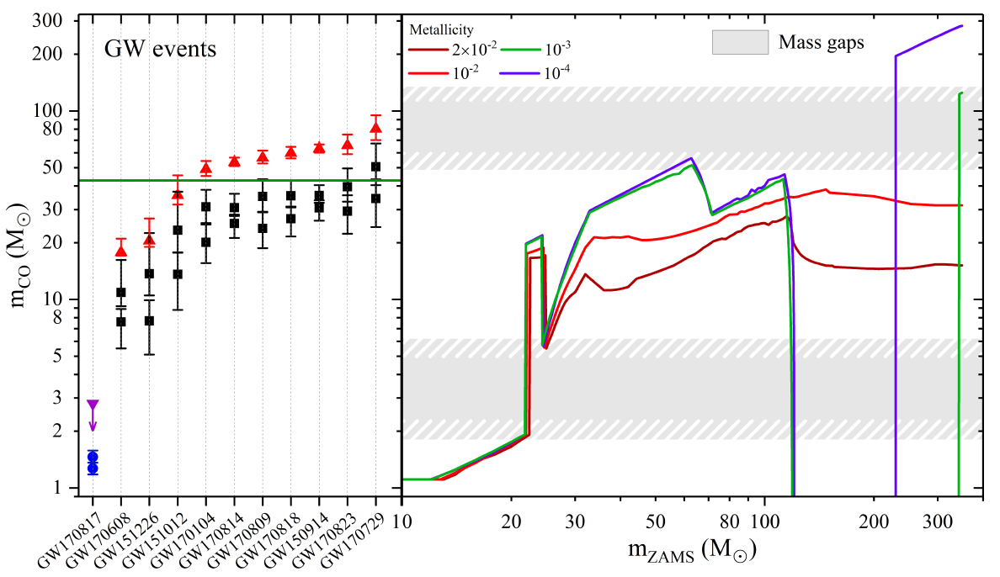 GW events
Metallicity
2×10⁻²
10⁻³
10⁻²
10⁻⁴
Mass gaps
300
200
100
80
50
30
20
10
8
5
3
2
1
m_CO (M_⊙)
GW170817
GW170608
GW151226
GW151012
GW170104
GW170814
GW170809
GW170818
GW150914
GW170823
GW170729
10
20
30
50
80
100
200
300
m_ZAMS (M_⊙)